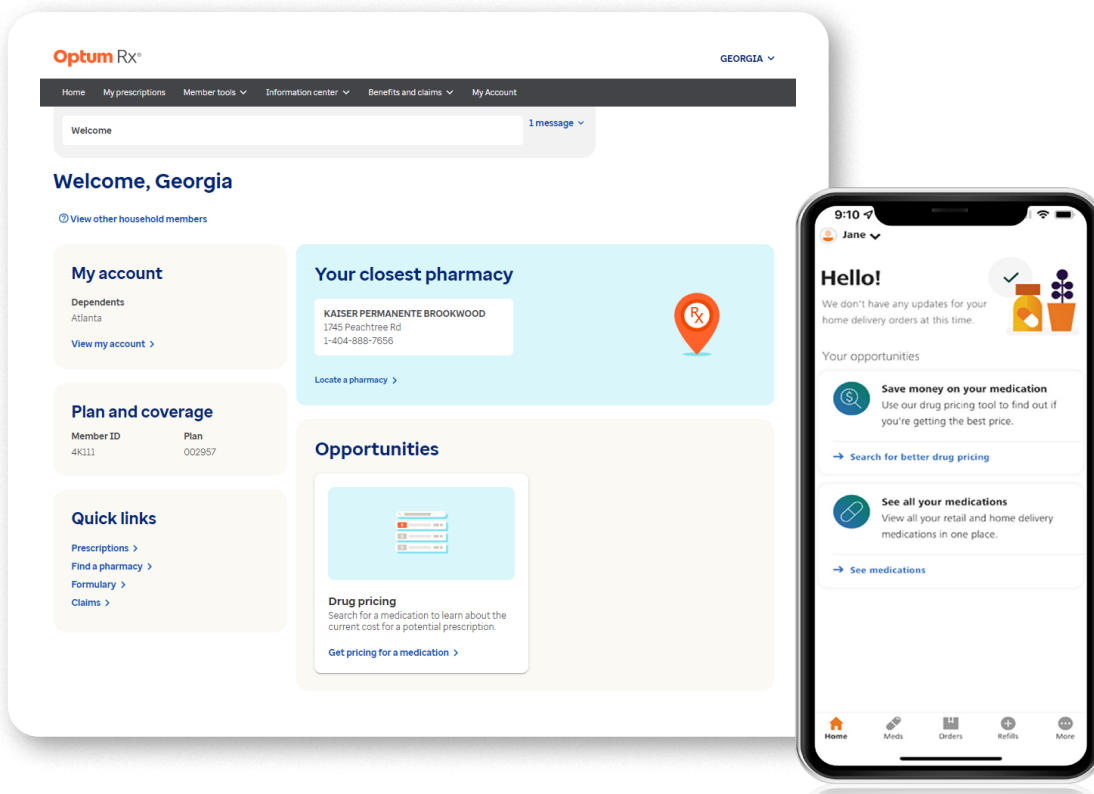 Optum Rx®
GEORGIA
Home My prescriptions Member tools Information center Benefits and claims My Account
Welcome
1 message
Welcome, Georgia
View other household members
My account
Dependents
Atlanta
View my account
Plan and coverage
Member ID Plan
4K111 002957
Quick links
Prescriptions
Find a pharmacy
Formulary
Claims
Your closest pharmacy
KAISER PERMANENTE BROOKWOOD
1745 Peachtree Rd
1-404-888-7656
Locate a pharmacy
Rx
Opportunities
Drug pricing
Search for a medication to learn about the
current cost for a potential prescription.
Get pricing for a medication
9:10
Jane
Hello!
We don't have any updates for your
home delivery orders at this time.
Your opportunities
Save money on your medication
Use our drug pricing tool to find out if
you're getting the best price.
Search for better drug pricing
See all your medications
View all your retail and home delivery
medications in one place.
See medications
Home Meds Orders Refills More